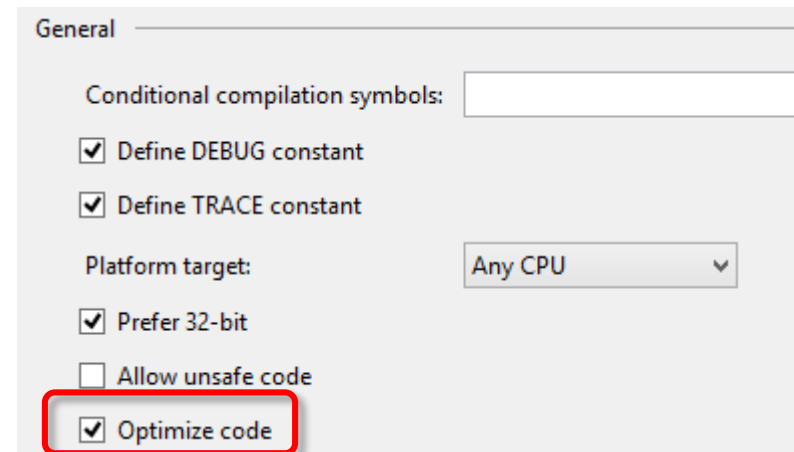 General
Conditional compilation symbols:
Define DEBUG constant
Define TRACE constant
Platform target: Any CPU
Prefer 32-bit
Allow unsafe code
Optimize code